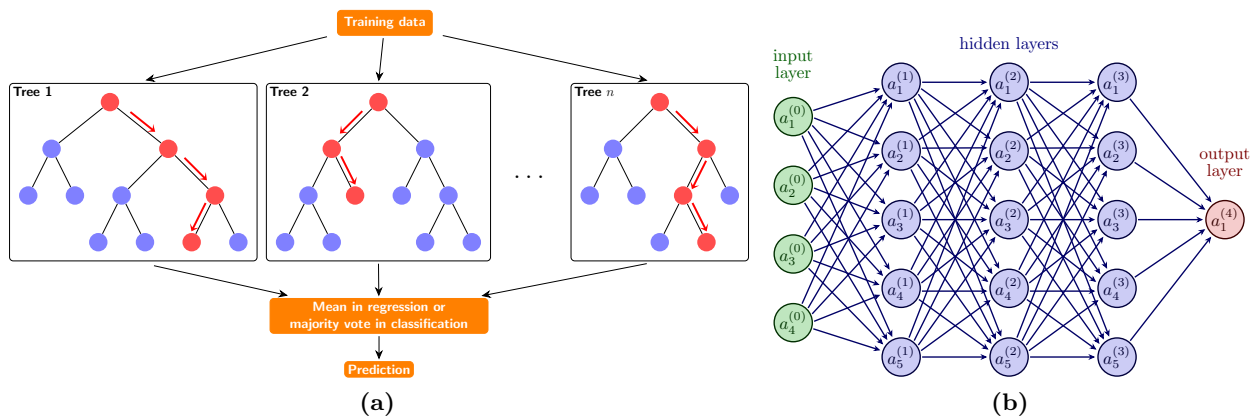 Training data
Tree 1
Tree 2
Tree n
. . .
Mean in regression or
majority vote in classification
Prediction
(a)
input
layer
hidden layers
output
layer
a_1^{(0)}
a_2^{(0)}
a_3^{(0)}
a_4^{(0)}
a_1^{(1)}
a_2^{(1)}
a_3^{(1)}
a_4^{(1)}
a_5^{(1)}
a_1^{(2)}
a_2^{(2)}
a_3^{(2)}
a_4^{(2)}
a_5^{(2)}
a_1^{(3)}
a_2^{(3)}
a_3^{(3)}
a_4^{(3)}
a_5^{(3)}
a_1^{(4)}
(b)